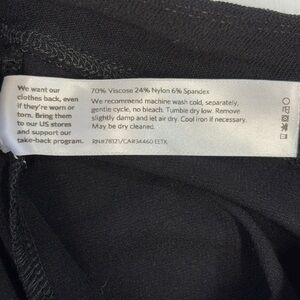 We want our
clothes back, even
if they're worn or
torn. Bring them
to our US stores
and support our
take-back program.
70% Viscose 24% Nylon 6% Spandex
We recommend machine wash cold, separately,
gentle cycle, no bleach. Tumble dry low. Remove
slightly damp and let air dry. Cool iron if necessary.
May be dry cleaned.
RN#78121/CA#34460 EETK